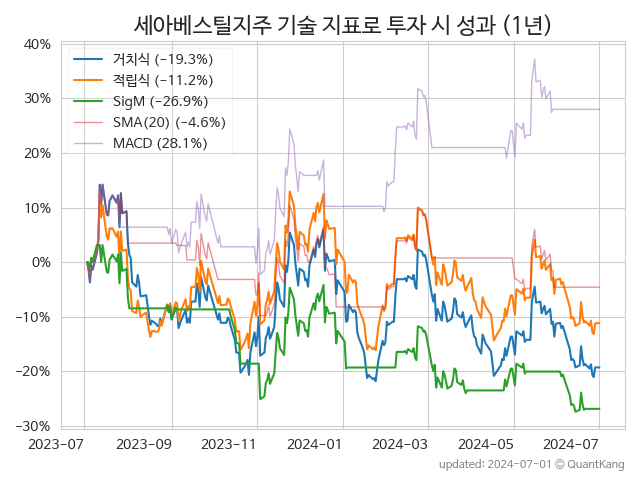 세아베스틸지주 기술 지표로 투자 시 성과 (1년)
40%
30%
20%
10%
0%
−10%
−20%
−30%
거치식 (−19.3%)
적립식 (−11.2%)
SigM (−26.9%)
SMA(20) (−4.6%)
MACD (28.1%)
2023-07
2023-09
2023-11
2024-01
2024-03
2024-05
2024-07
updated: 2024-07-01 © QuantKang